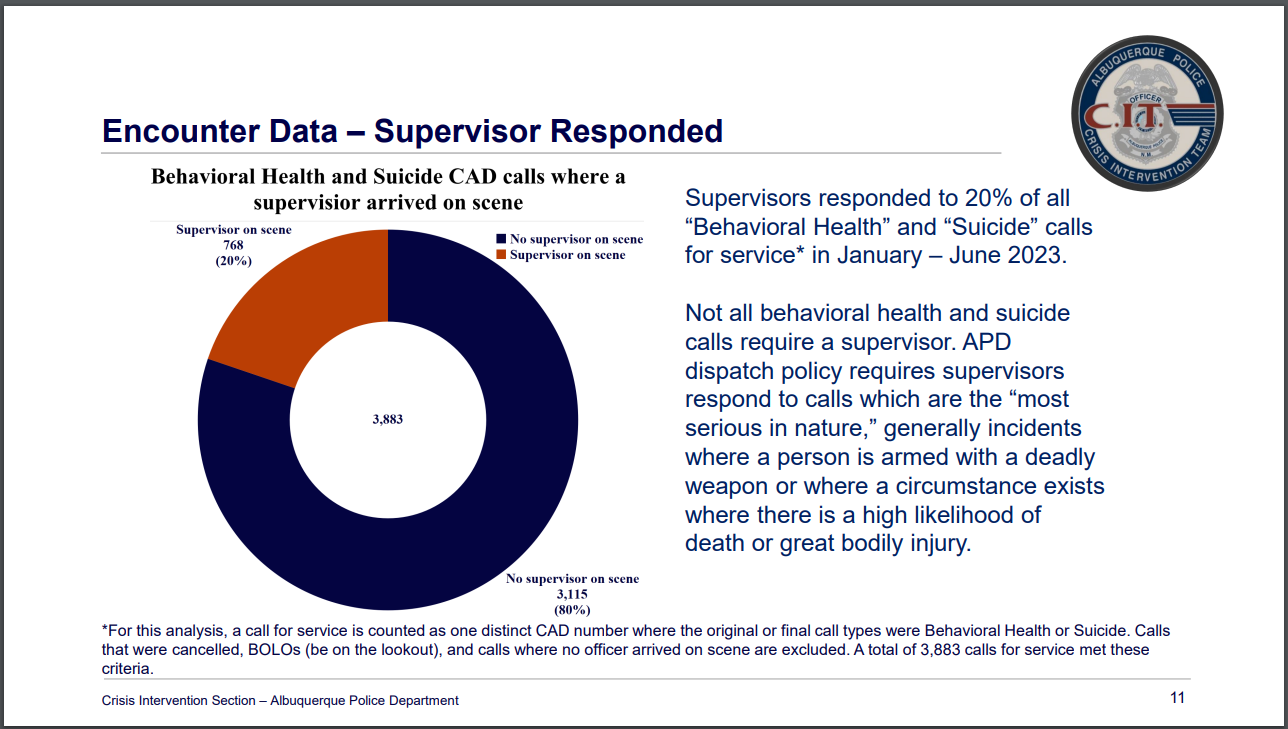 ALBUQUERQUE POLICE
OFFICER
C.I.T.
N.M.
CRISIS INTERVENTION TEAM
Encounter Data – Supervisor Responded
Behavioral Health and Suicide CAD calls where a
supervisior arrived on scene
Supervisor on scene
768
(20%)
No supervisor on scene
Supervisor on scene
3,883
No supervisor on scene
3,115
(80%)
Supervisors responded to 20% of all
“Behavioral Health” and “Suicide” calls
for service* in January – June 2023.
Not all behavioral health and suicide
calls require a supervisor. APD
dispatch policy requires supervisors
respond to calls which are the “most
serious in nature,” generally incidents
where a person is armed with a deadly
weapon or where a circumstance exists
where there is a high likelihood of
death or great bodily injury.
*For this analysis, a call for service is counted as one distinct CAD number where the original or final call types were Behavioral Health or Suicide. Calls
that were cancelled, BOLOs (be on the lookout), and calls where no officer arrived on scene are excluded. A total of 3,883 calls for service met these
criteria.
Crisis Intervention Section – Albuquerque Police Department
11